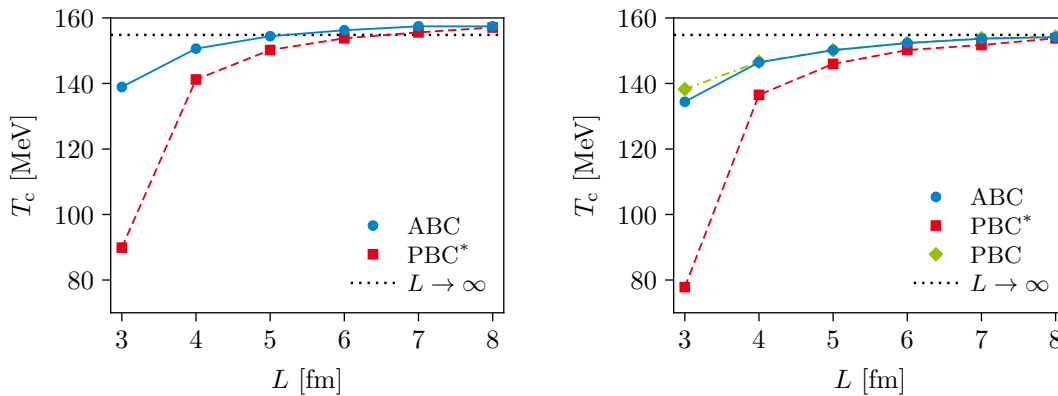 160
140
120
100
80
T_c [MeV]
ABC
PBC*
L → ∞
3 4 5 6 7 8
L [fm]
160
140
120
100
80
T_c [MeV]
ABC
PBC*
PBC
L → ∞
3 4 5 6 7 8
L [fm]